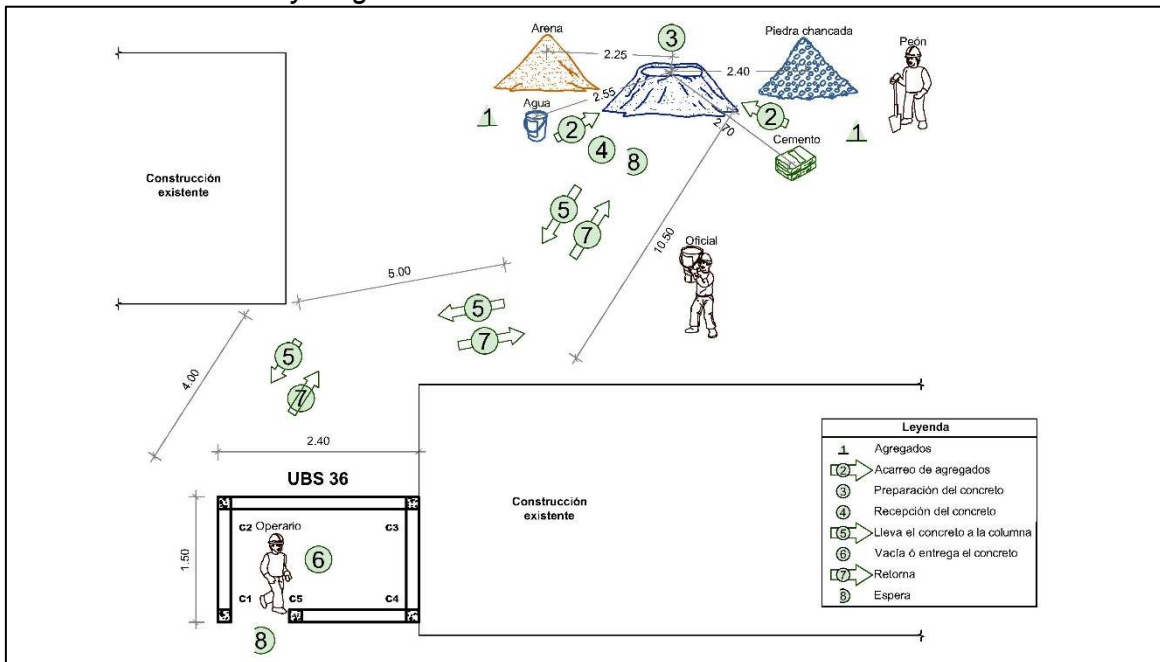 Arena
3
Piedra chancada
Peón
2.25
2.40
2.55
Agua
1
2
2
1
2.70
4
8
Cemento
Construcción
existente
5
7
Oficial
10.50
5.00
5
7
5
7
4.00
2.40
UBS 36
C2 Operario
C3
6
1.50
C1
C5
C4
8
Construcción
existente
Leyenda
1 Agregados
2 Acarreo de agregados
3 Preparación del concreto
4 Recepción del concreto
5 Lleva el concreto a la columna
6 Vacía ó entrega el concreto
7 Retorna
8 Espera